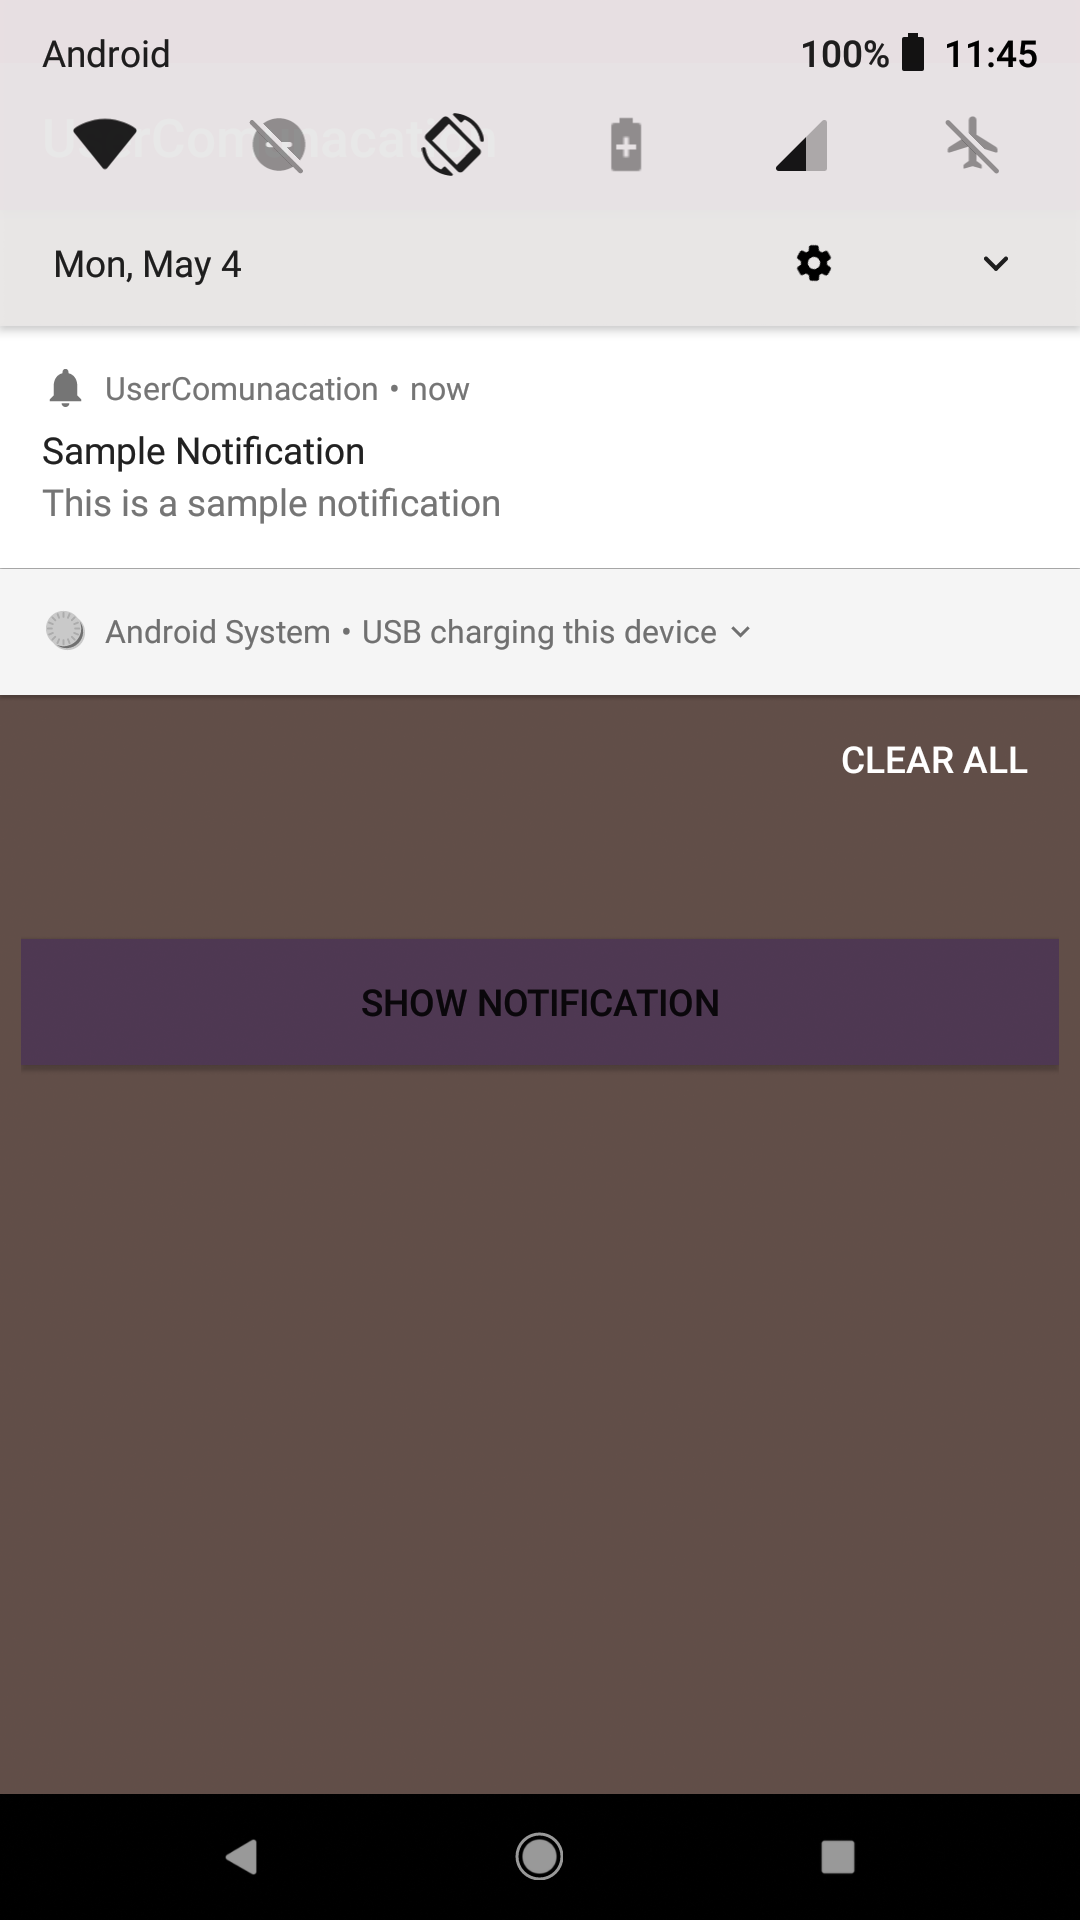 Android 100% 11:45
UserComunacation
Mon, May 4
UserComunacation • now
Sample Notification
This is a sample notification
Android System • USB charging this device
CLEAR ALL
SHOW NOTIFICATION